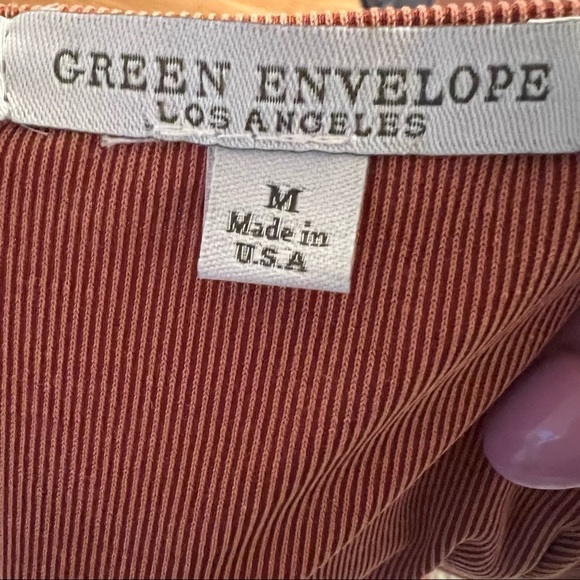 GREEN ENVELOPE
LOS ANGELES
M
Made in
U.S.A